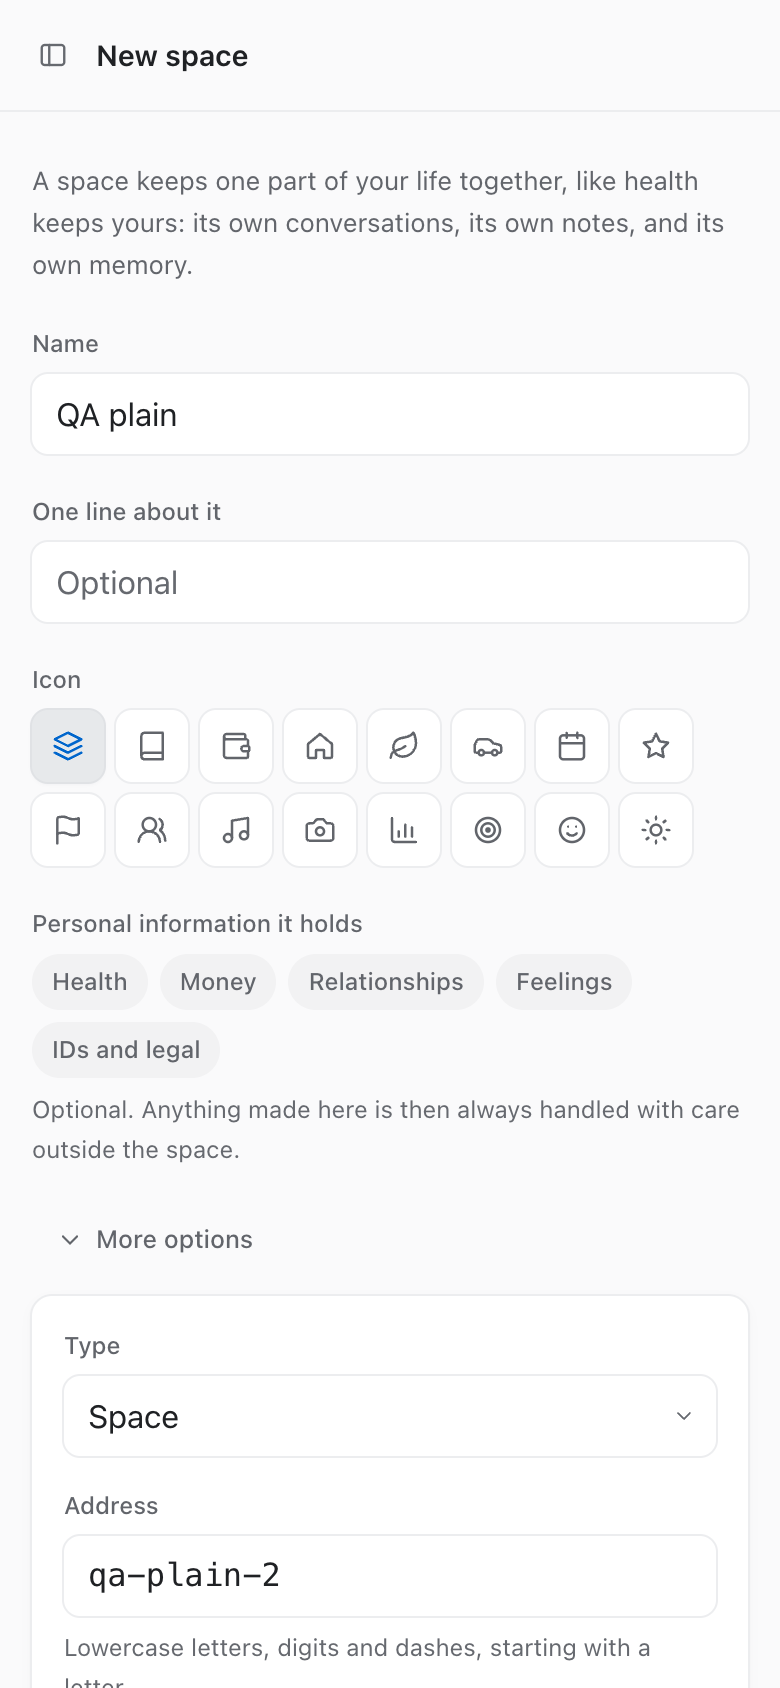 New space
A space keeps one part of your life together, like health
keeps yours: its own conversations, its own notes, and its
own memory.
Name
QA plain
One line about it
Optional
Icon
Personal information it holds
Health
Money
Relationships
Feelings
IDs and legal
Optional. Anything made here is then always handled with care
outside the space.
More options
Type
Space
Address
qa-plain-2
Lowercase letters, digits and dashes, starting with a
letter